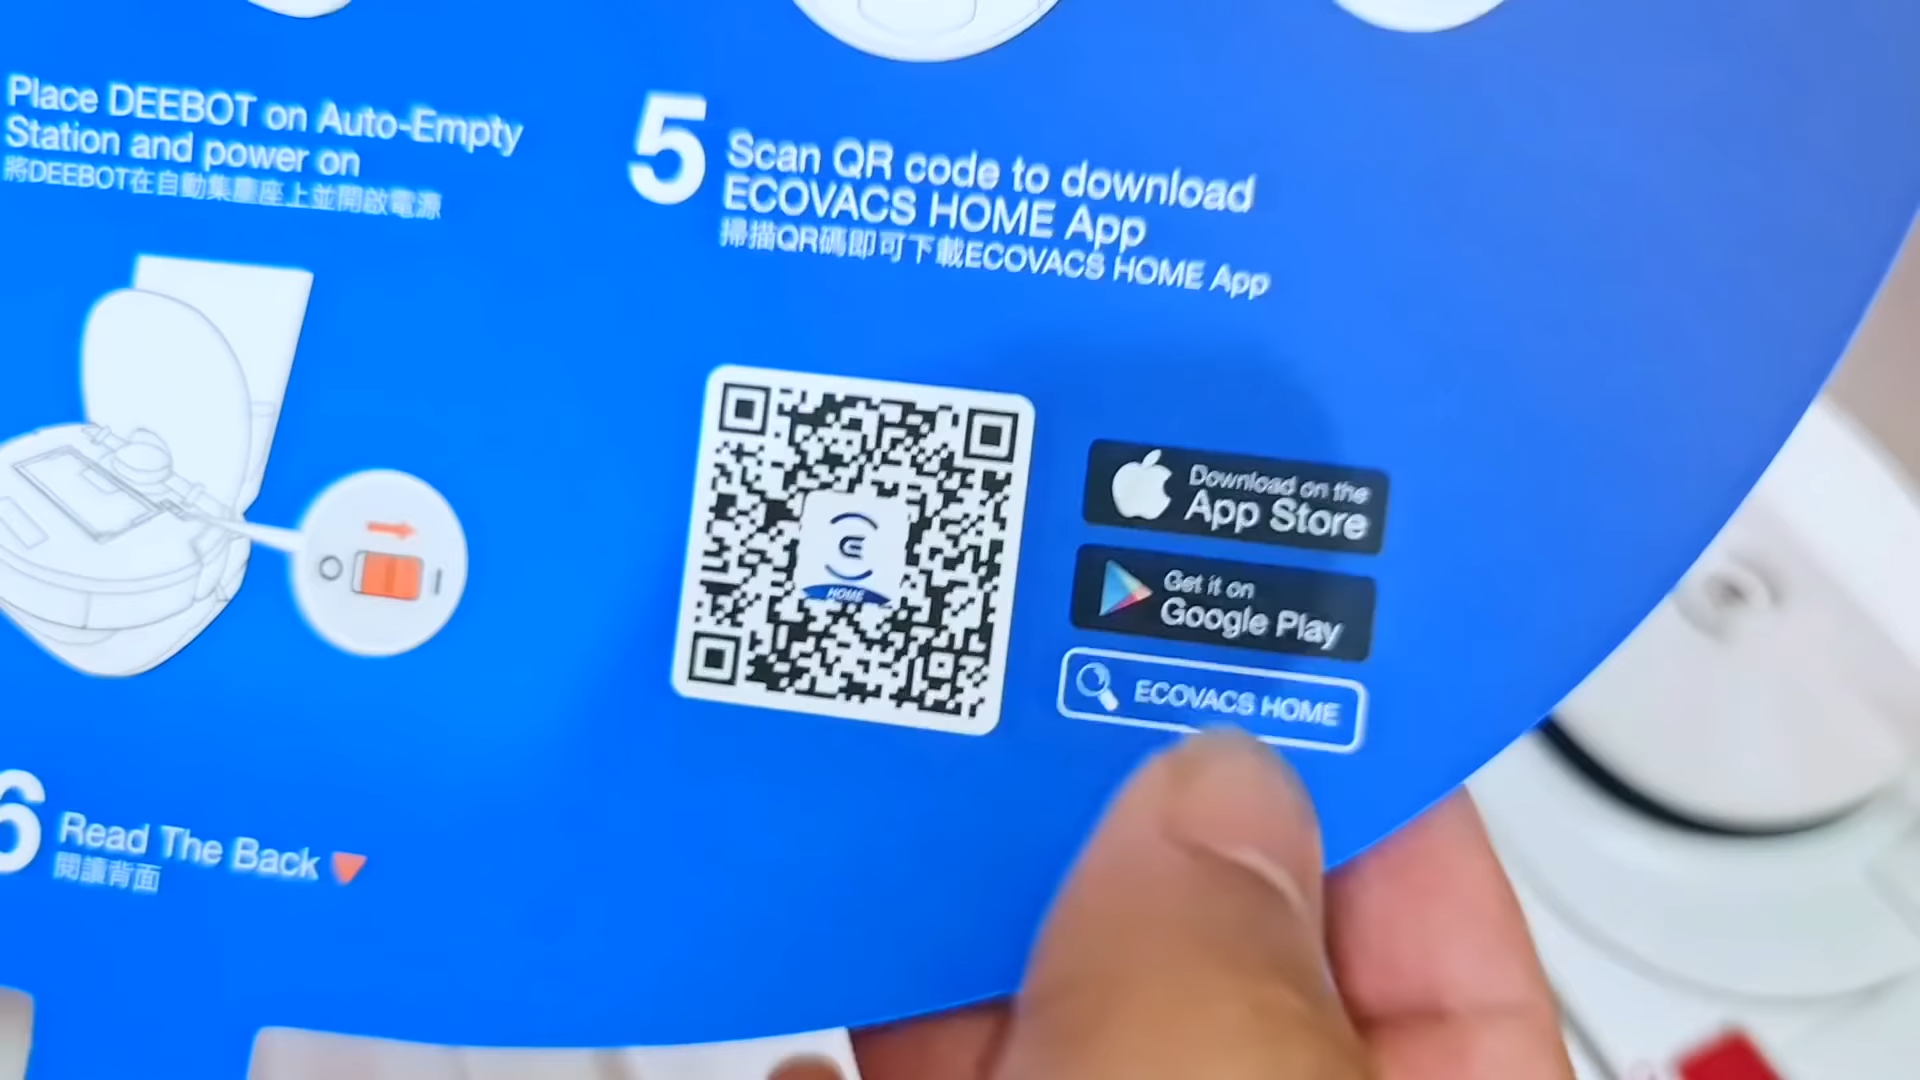 Place DEEBOT on Auto-Empty
Station and power on
將DEEBOT在自動集塵座上並開啟電源
5
Scan QR code to download
ECOVACS HOME App
掃描QR碼即可下載ECOVACS HOME App
HOME
Download on the
App Store
Get it on
Google Play
ECOVACS HOME
6
Read The Back
閱讀背面